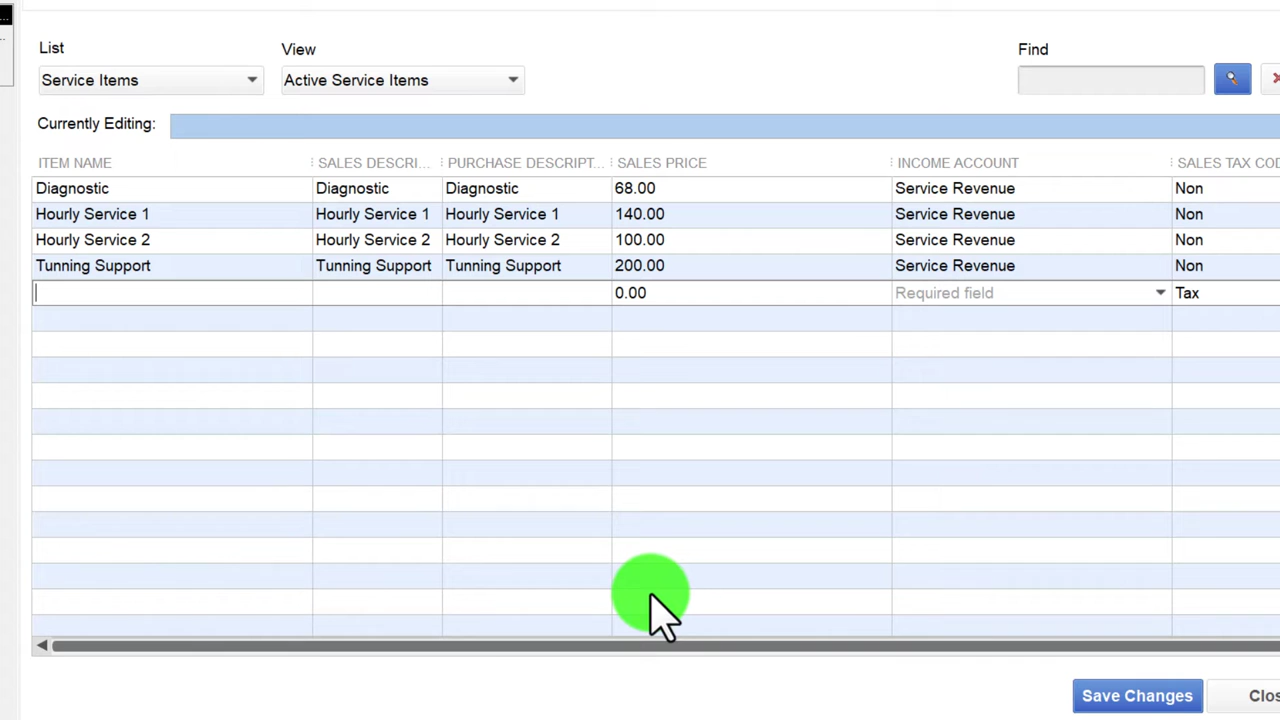 List View Find
Service Items Active Service Items
Currently Editing:
ITEM NAME SALES DESCRI... PURCHASE DESCRIPT... SALES PRICE INCOME ACCOUNT SALES TAX COD
Diagnostic Diagnostic Diagnostic 68.00 Service Revenue Non
Hourly Service 1 Hourly Service 1 Hourly Service 1 140.00 Service Revenue Non
Hourly Service 2 Hourly Service 2 Hourly Service 2 100.00 Service Revenue Non
Tunning Support Tunning Support Tunning Support 200.00 Service Revenue Non
0.00 Required field Tax
Save Changes Clo